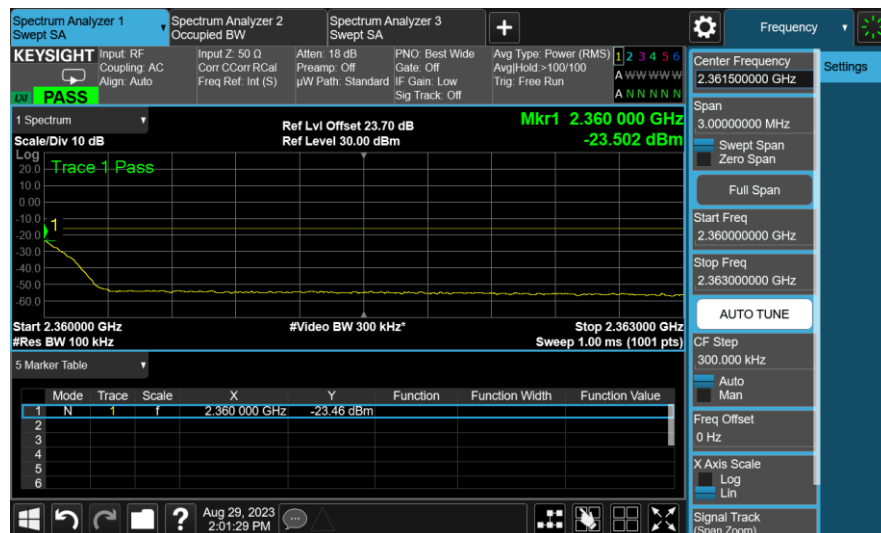 Spectrum Analyzer 1
Swept SA
Spectrum Analyzer 2
Occupied BW
Spectrum Analyzer 3
Swept SA
Frequency
KEYSIGHT
LXI
PASS
Input: RF
Coupling: AC
Align: Auto
Input Z: 50 Ω
Corr CCorr RCal
Freq Ref: Int (S)
Atten: 18 dB
Preamp: Off
µW Path: Standard
PNO: Best Wide
Gate: Off
IF Gain: Low
Sig Track: Off
Avg Type: Power (RMS)
Avg|Hold:>100/100
Trig: Free Run
1 2 3 4 5 6
A W W W W W
A N N N N N
1 Spectrum
Scale/Div 10 dB
Ref Lvl Offset 23.70 dB
Ref Level 30.00 dBm
Mkr1 2.360 000 GHz
-23.502 dBm
Log
Trace 1 Pass
20.0
10.0
0.00
-10.0
1
-20.0
-30.0
-40.0
-50.0
-60.0
Start 2.360000 GHz
#Res BW 100 kHz
#Video BW 300 kHz*
Stop 2.363000 GHz
Sweep 1.00 ms (1001 pts)
5 Marker Table
Mode Trace Scale X Y Function Function Width Function Value
1 N 1 f 2.360 000 GHz -23.46 dBm
2
3
4
5
6
Aug 29, 2023
2:01:29 PM
Center Frequency
2.361500000 GHz
Span
3.00000000 MHz
Swept Span
Zero Span
Full Span
Start Freq
2.360000000 GHz
Stop Freq
2.363000000 GHz
AUTO TUNE
CF Step
300.000 kHz
Auto
Man
Freq Offset
0 Hz
X Axis Scale
Log
Lin
Signal Track
(Span Zoom)
Settings